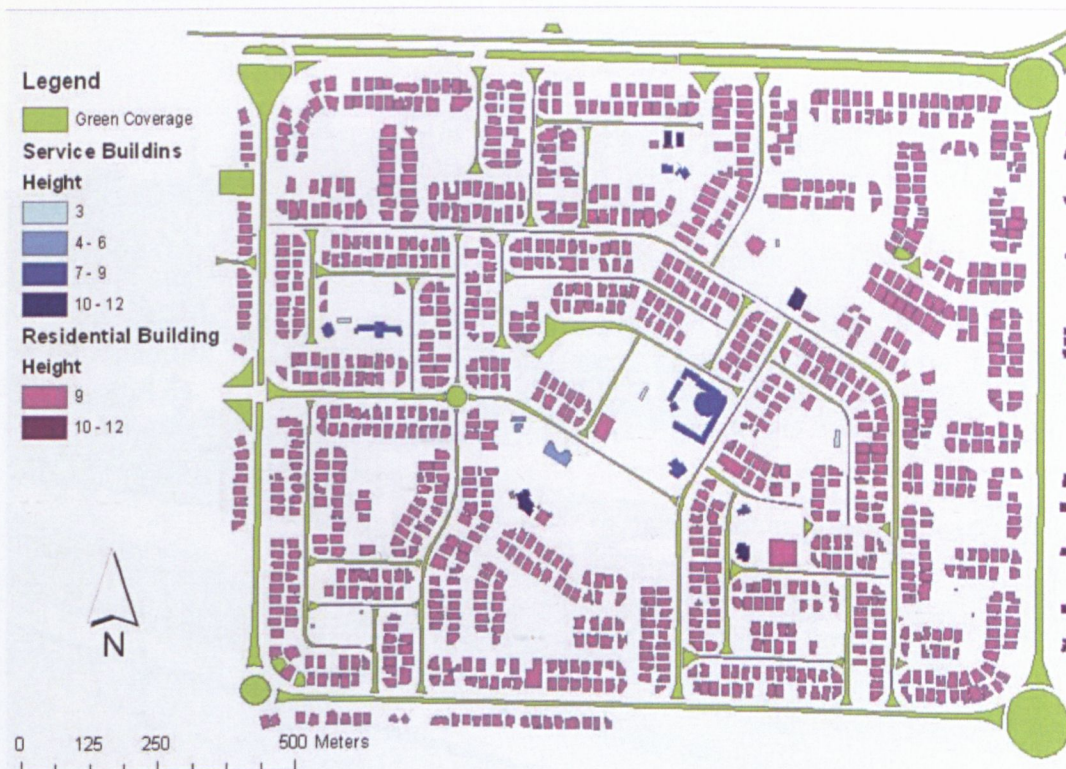 Legend
Green Coverage
Service Buildins
Height
3
4 - 6
7 - 9
10 - 12
Residential Building
Height
9
10 - 12
N
0 125 250 500 Meters